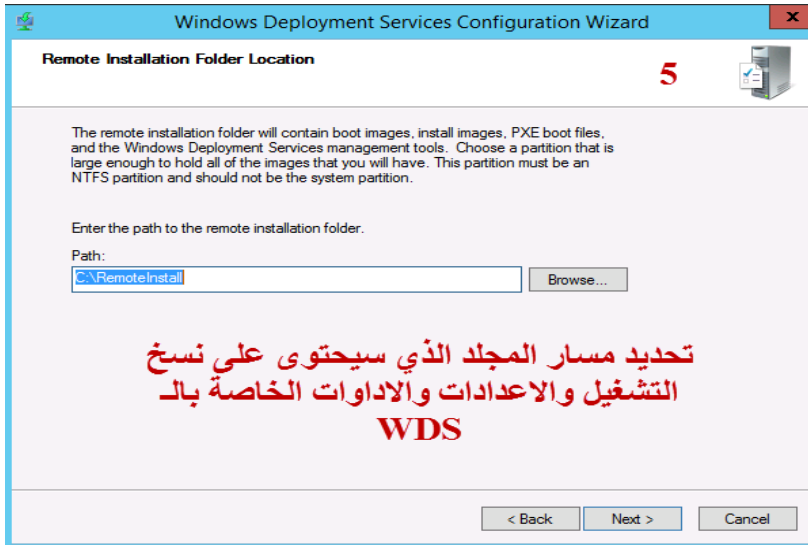 Windows Deployment Services Configuration Wizard
x
Remote Installation Folder Location
5
The remote installation folder will contain boot images, install images, PXE boot files,
and the Windows Deployment Services management tools. Choose a partition that is
large enough to hold all of the images that you will have. This partition must be an
NTFS partition and should not be the system partition.
Enter the path to the remote installation folder.
Path:
C:\RemoteInstall
Browse...
تحديد مسار المجلد الذي سيحتوى على نسخ
التشغيل والاعدادات والاداوات الخاصة بالـ
WDS
< Back
Next >
Cancel